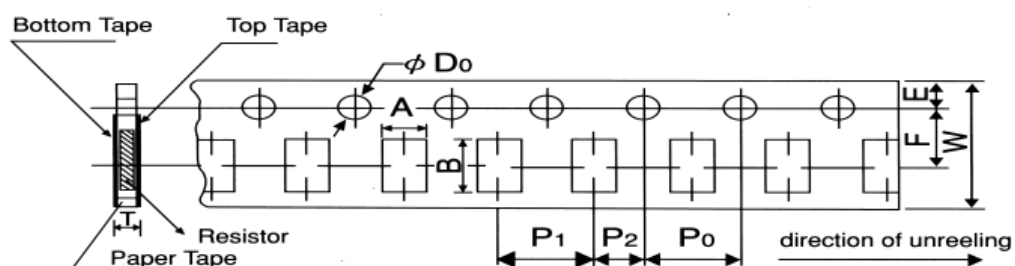 Bottom Tape
Top Tape
ϕ D0
A
B
E
F
W
T
Resistor
Paper Tape
P1
P2
P0
direction of unreeling